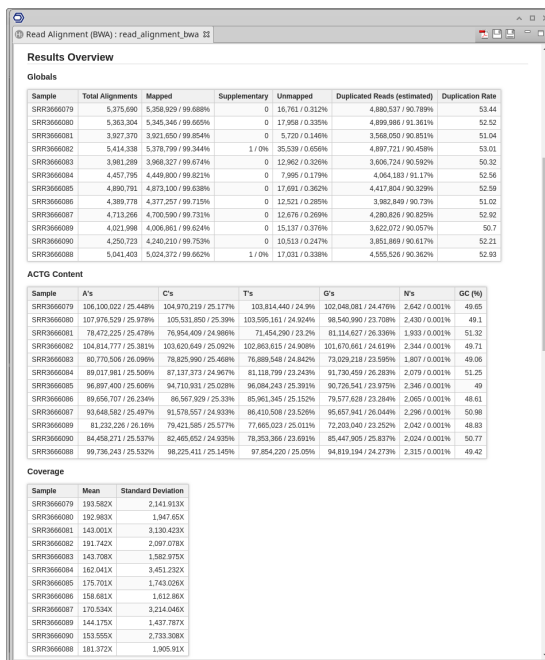 Read Alignment (BWA) : read_alignment_bwa
Results Overview
Globals
Sample Total Alignments Mapped Supplementary Unmapped Duplicated Reads (estimated) Duplication Rate
SRR3666079 5,375,690 5,358,929 / 99.688% 0 16,761 / 0.312% 4,880,537 / 90.789% 53.44
SRR3666080 5,363,304 5,345,346 / 99.665% 0 17,958 / 0.335% 4,899,986 / 91.361% 52.52
SRR3666081 3,927,370 3,921,650 / 99.854% 0 5,720 / 0.146% 3,568,050 / 90.851% 51.04
SRR3666082 5,414,338 5,378,799 / 99.344% 1 / 0% 35,539 / 0.656% 4,897,721 / 90.458% 53.03
SRR3666083 3,981,289 3,968,327 / 99.674% 0 12,962 / 0.326% 3,606,724 / 90.592% 50.32
SRR3666084 4,457,795 4,449,800 / 99.821% 0 7,995 / 0.179% 4,064,183 / 91.17% 52.56
SRR3666085 4,890,791 4,873,100 / 99.638% 0 17,691 / 0.362% 4,417,804 / 90.329% 52.59
SRR3666086 4,389,778 4,377,257 / 99.715% 0 12,521 / 0.285% 3,982,849 / 90.73% 51.02
SRR3666087 4,713,266 4,700,590 / 99.731% 0 12,676 / 0.269% 4,280,826 / 90.825% 52.92
SRR3666089 4,021,998 4,006,861 / 99.624% 0 15,137 / 0.376% 3,622,072 / 90.057% 50.7
SRR3666090 4,250,723 4,240,210 / 99.753% 0 10,513 / 0.247% 3,851,869 / 90.617% 52.21
SRR3666088 5,041,403 5,024,372 / 99.662% 1 / 0% 17,031 / 0.338% 4,555,526 / 90.362% 52.93
ACTG Content
Sample A's C's T's G's N's GC (%)
SRR3666079 106,100,022 / 25.448% 104,970,219 / 25.177% 103,814,440 / 24.9% 102,048,081 / 24.476% 2,642 / 0.001% 49.65
SRR3666080 107,976,529 / 25.978% 105,531,850 / 25.39% 103,595,161 / 24.924% 98,540,990 / 23.708% 2,430 / 0.001% 49.1
SRR3666081 78,472,225 / 25.478% 76,954,409 / 24.986% 71,454,290 / 23.2% 81,114,627 / 26.336% 1,933 / 0.001% 51.32
SRR3666082 104,814,777 / 25.381% 103,620,649 / 25.092% 102,863,615 / 24.908% 101,670,661 / 24.619% 2,344 / 0.001% 49.71
SRR3666083 80,770,506 / 26.096% 78,825,990 / 25.468% 76,889,548 / 24.842% 73,029,218 / 23.595% 1,807 / 0.001% 49.06
SRR3666084 89,017,981 / 25.506% 87,137,373 / 24.967% 81,118,799 / 23.243% 91,730,459 / 26.283% 2,079 / 0.001% 51.25
SRR3666085 96,897,400 / 25.606% 94,710,931 / 25.028% 96,084,243 / 25.391% 90,726,541 / 23.975% 2,346 / 0.001% 49
SRR3666086 89,656,707 / 26.234% 86,567,929 / 25.33% 85,961,345 / 25.152% 79,577,628 / 23.284% 2,065 / 0.001% 48.61
SRR3666087 93,648,582 / 25.497% 91,578,557 / 24.933% 86,410,508 / 23.526% 95,657,941 / 26.044% 2,296 / 0.001% 50.98
SRR3666089 81,232,226 / 26.16% 79,421,585 / 25.577% 77,665,023 / 25.011% 72,203,040 / 23.252% 2,042 / 0.001% 48.83
SRR3666090 84,458,271 / 25.537% 82,465,652 / 24.935% 78,353,366 / 23.691% 85,447,905 / 25.837% 2,024 / 0.001% 50.77
SRR3666088 99,736,243 / 25.532% 98,225,411 / 25.145% 97,854,220 / 25.05% 94,819,194 / 24.273% 2,315 / 0.001% 49.42
Coverage
Sample Mean Standard Deviation
SRR3666079 193.582X 2,141.913X
SRR3666080 192.983X 1,947.65X
SRR3666081 143.001X 3,130.423X
SRR3666082 191.742X 2,097.078X
SRR3666083 143.708X 1,582.975X
SRR3666084 162.041X 3,451.232X
SRR3666085 175.701X 1,743.026X
SRR3666086 158.681X 1,612.86X
SRR3666087 170.534X 3,214.046X
SRR3666089 144.175X 1,437.787X
SRR3666090 153.555X 2,733.308X
SRR3666088 181.372X 1,905.91X